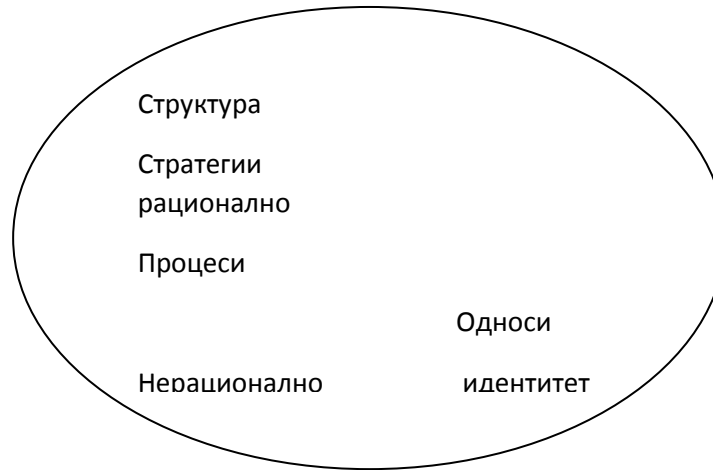 Структура
Стратегии
рационално
Процеси
Односи
Нерационално идентитет